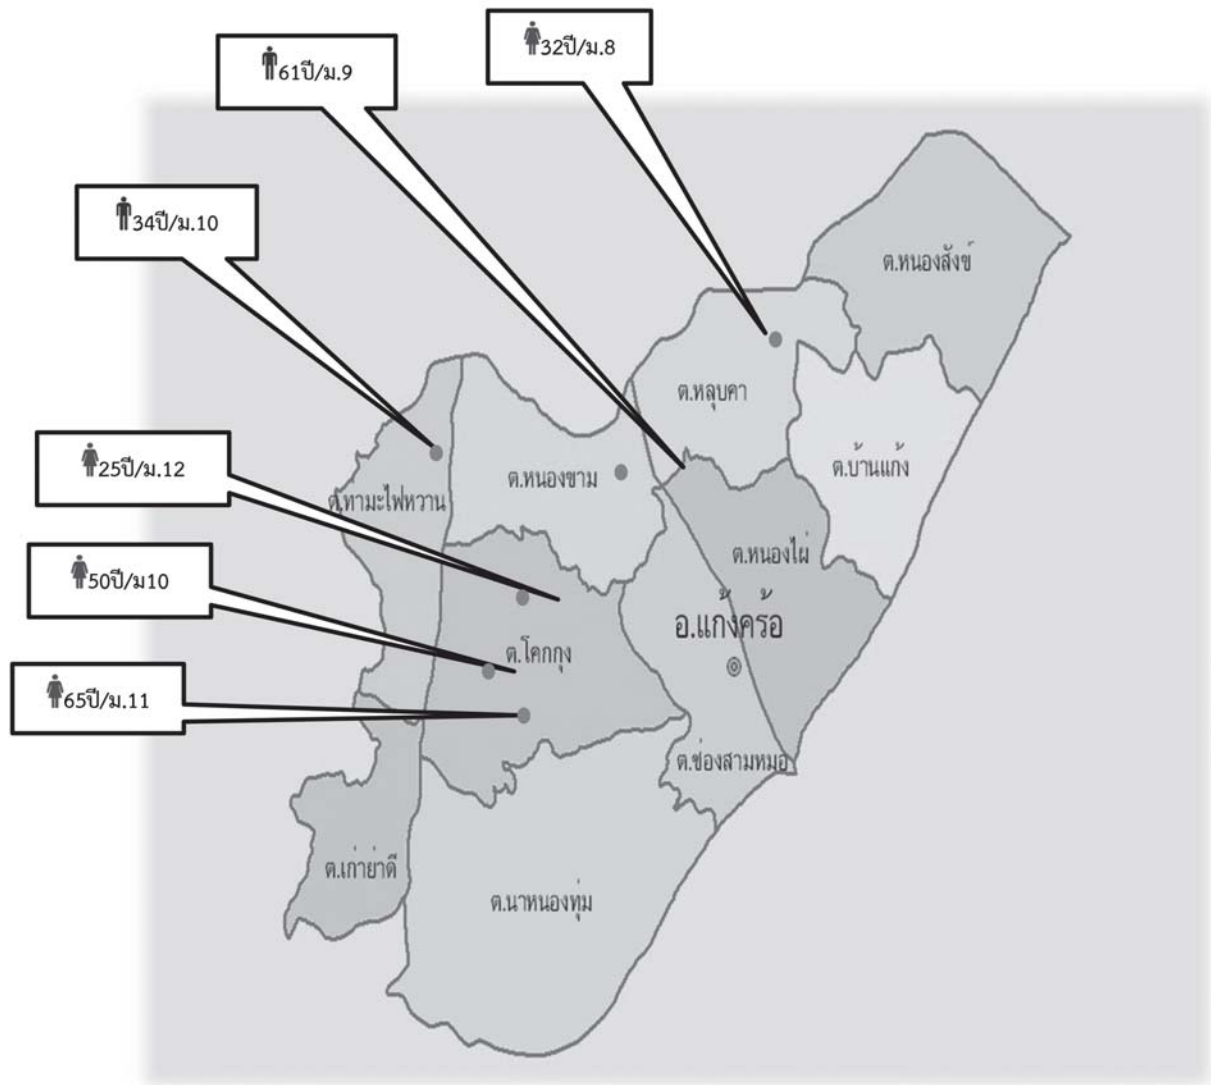 32ปี/ม.8
61ปี/ม.9
34ปี/ม.10
ต.หนองสังข์
ต.หลุบคา
25ปี/ม.12
ต.หนองขาม
ต.บ้านแก้ง
ต.ทามะไฟหวาน
ต.หนองไผ่
50ปี/ม10
อ.แก้งคร้อ
ต.โคกกุง
65ปี/ม.11
ต.ช่องสามหมอ
ต.เก่าย่าดี
ต.นาหนองทุ่ม